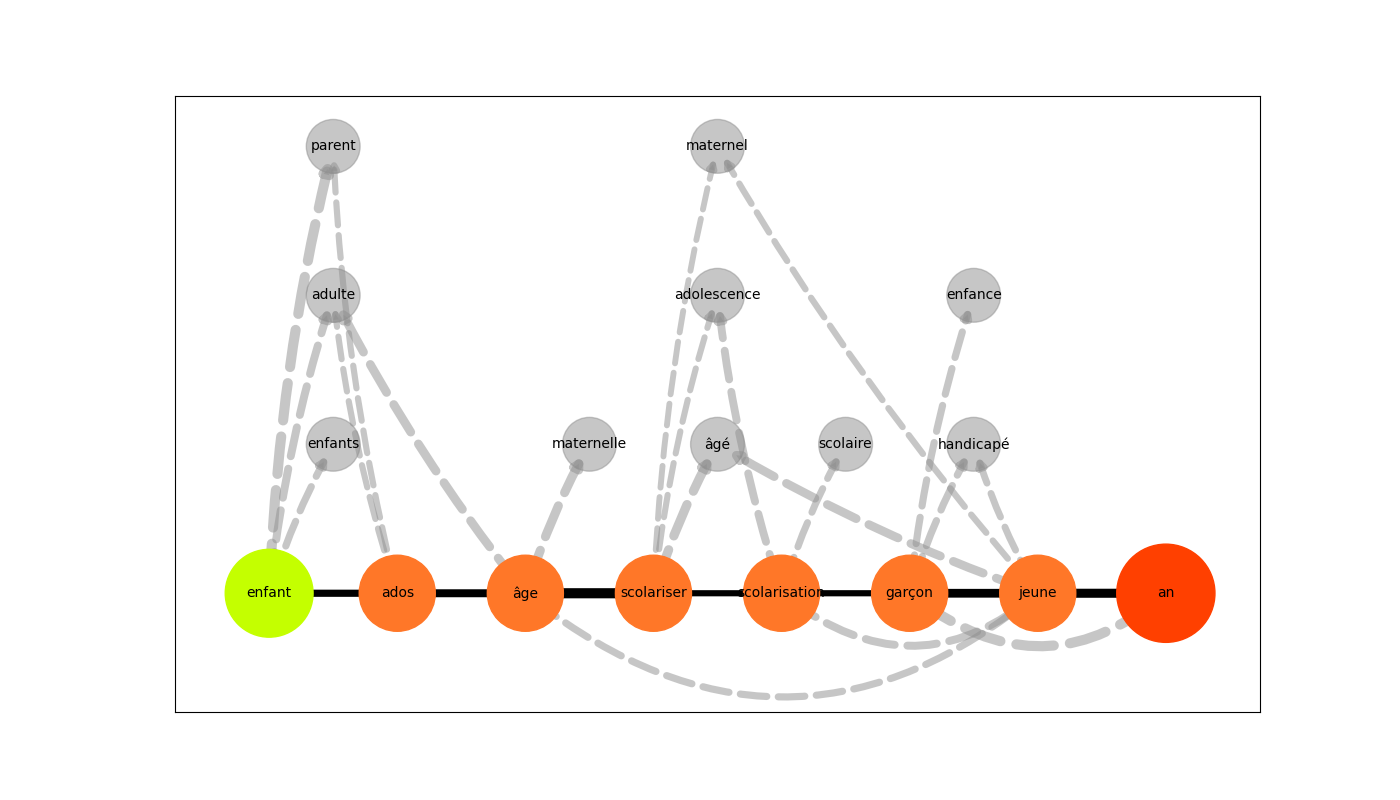 parent
maternel
adulte
adolescence
enfance
enfants
maternelle
âgé
scolaire
handicapé
enfant
ados
âge
scolariser
scolarisation
garçon
jeune
an